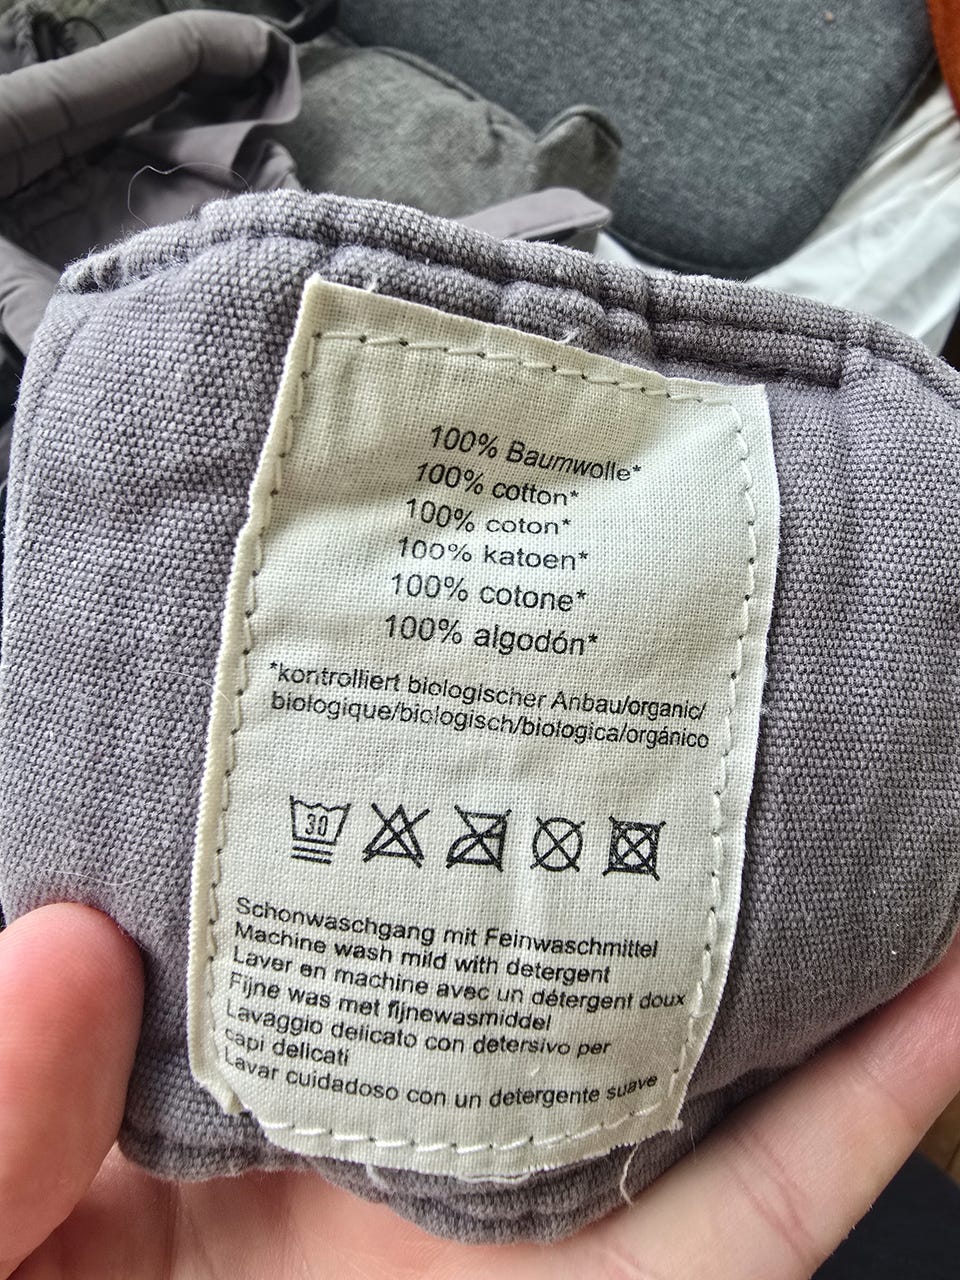 100% Baumwolle*
100% cotton*
100% coton*
100% katoen*
100% cotone*
100% algodón*
*kontrolliert biologischer Anbau/organic/
biologique/biologisch/biologica/orgánico
30
Schonwaschgang mit Feinwaschmittel
Machine wash mild with detergent
Laver en machine avec un détergent doux
Fijne was met fijnewasmiddel
Lavaggio delicato con detersivo per
capi delicati
Lavar cuidadoso con un detergente suave